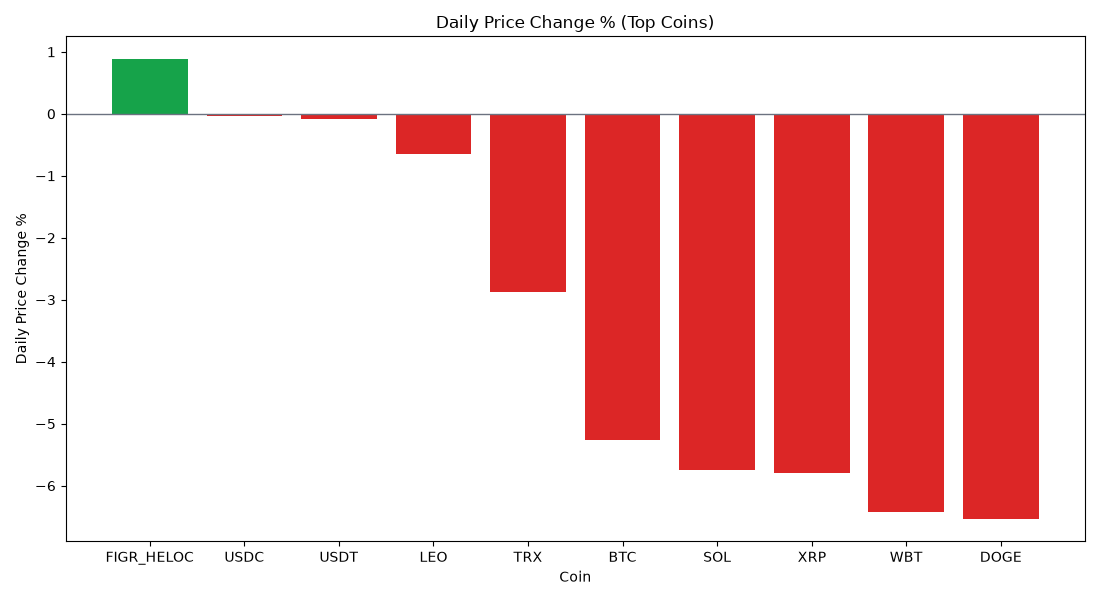 Daily Price Change % (Top Coins)
Daily Price Change %
1
0
−1
−2
−3
−4
−5
−6
FIGR_HELOC USDC USDT LEO TRX BTC SOL XRP WBT DOGE
Coin